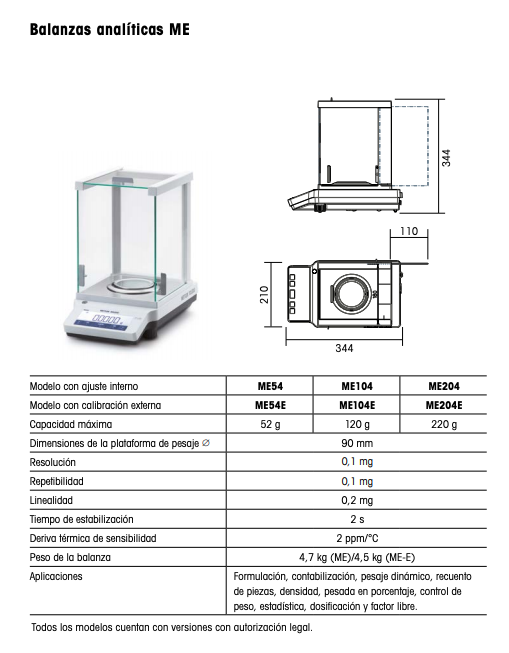 Balanzas analíticas ME
344
110
210
344
Modelo con ajuste interno ME54 ME104 ME204
Modelo con calibración externa ME54E ME104E ME204E
Capacidad máxima 52 g 120 g 220 g
Dimensiones de la plataforma de pesaje ∅ 90 mm
Resolución 0,1 mg
Repetibilidad 0,1 mg
Linealidad 0,2 mg
Tiempo de estabilización 2 s
Deriva térmica de sensibilidad 2 ppm/°C
Peso de la balanza 4,7 kg (ME)/4,5 kg (ME-E)
Aplicaciones Formulación, contabilización, pesaje dinámico, recuento
de piezas, densidad, pesada en porcentaje, control de
peso, estadística, dosificación y factor libre.
Todos los modelos cuentan con versiones con autorización legal.